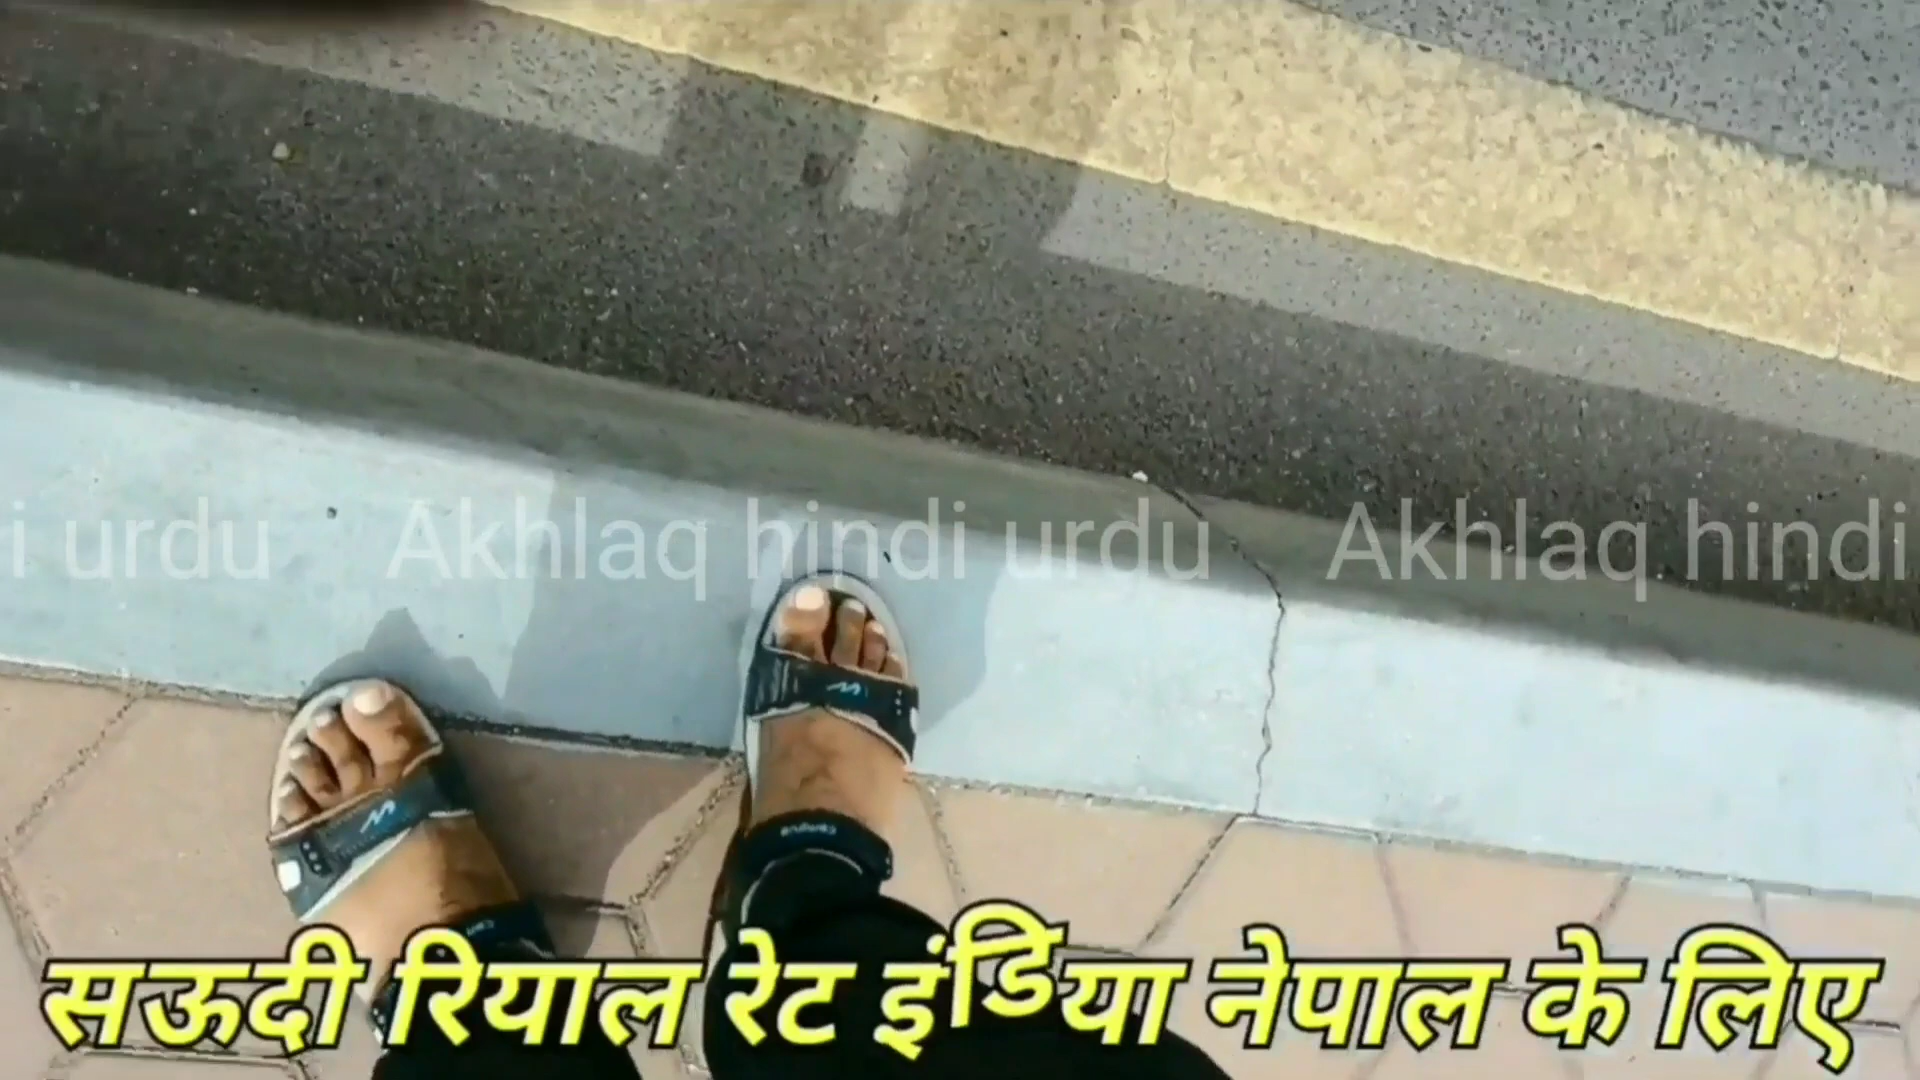 i urdu Akhlaq hindi urdu Akhlaq hindi
सऊदी रियाल रेट इंडिया नेपाल के लिए